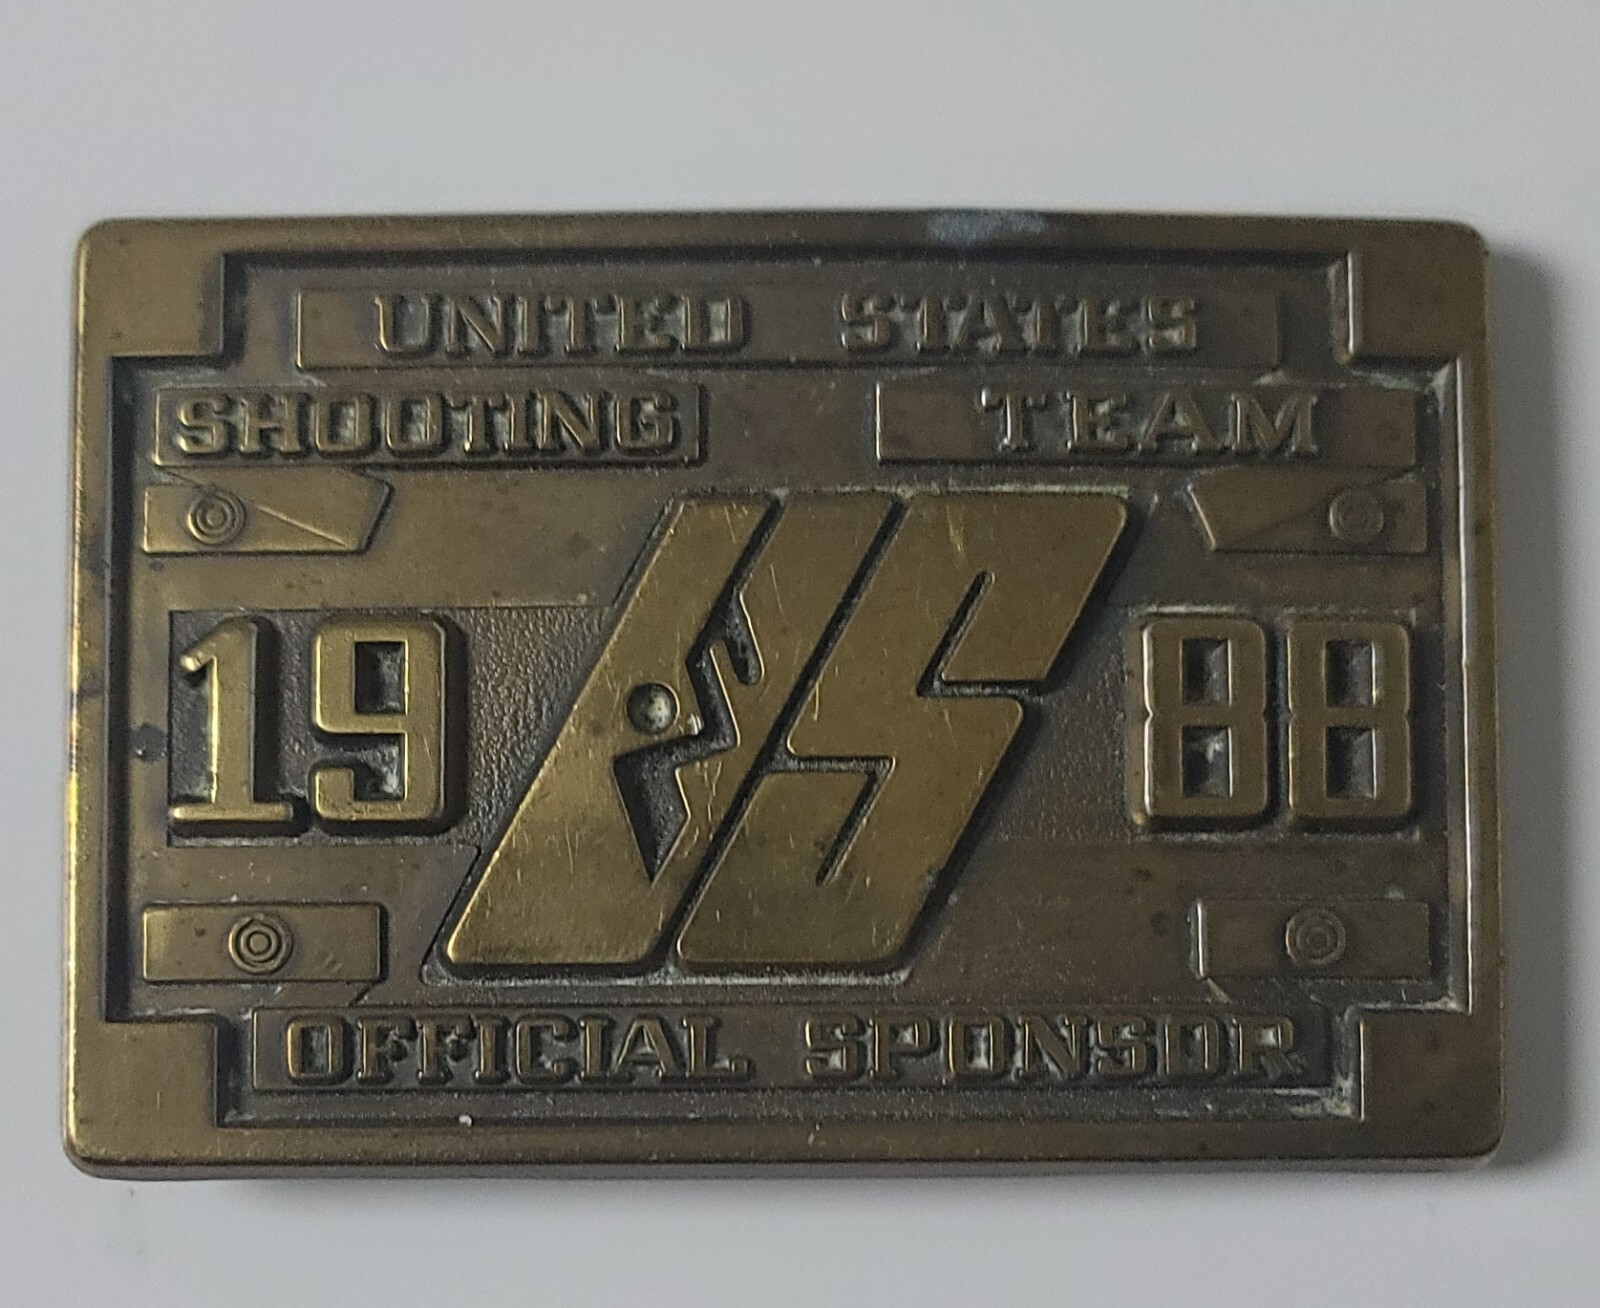 UNITED STATES
SHOOTING TEAM
19 US 88
OFFICIAL SPONSOR